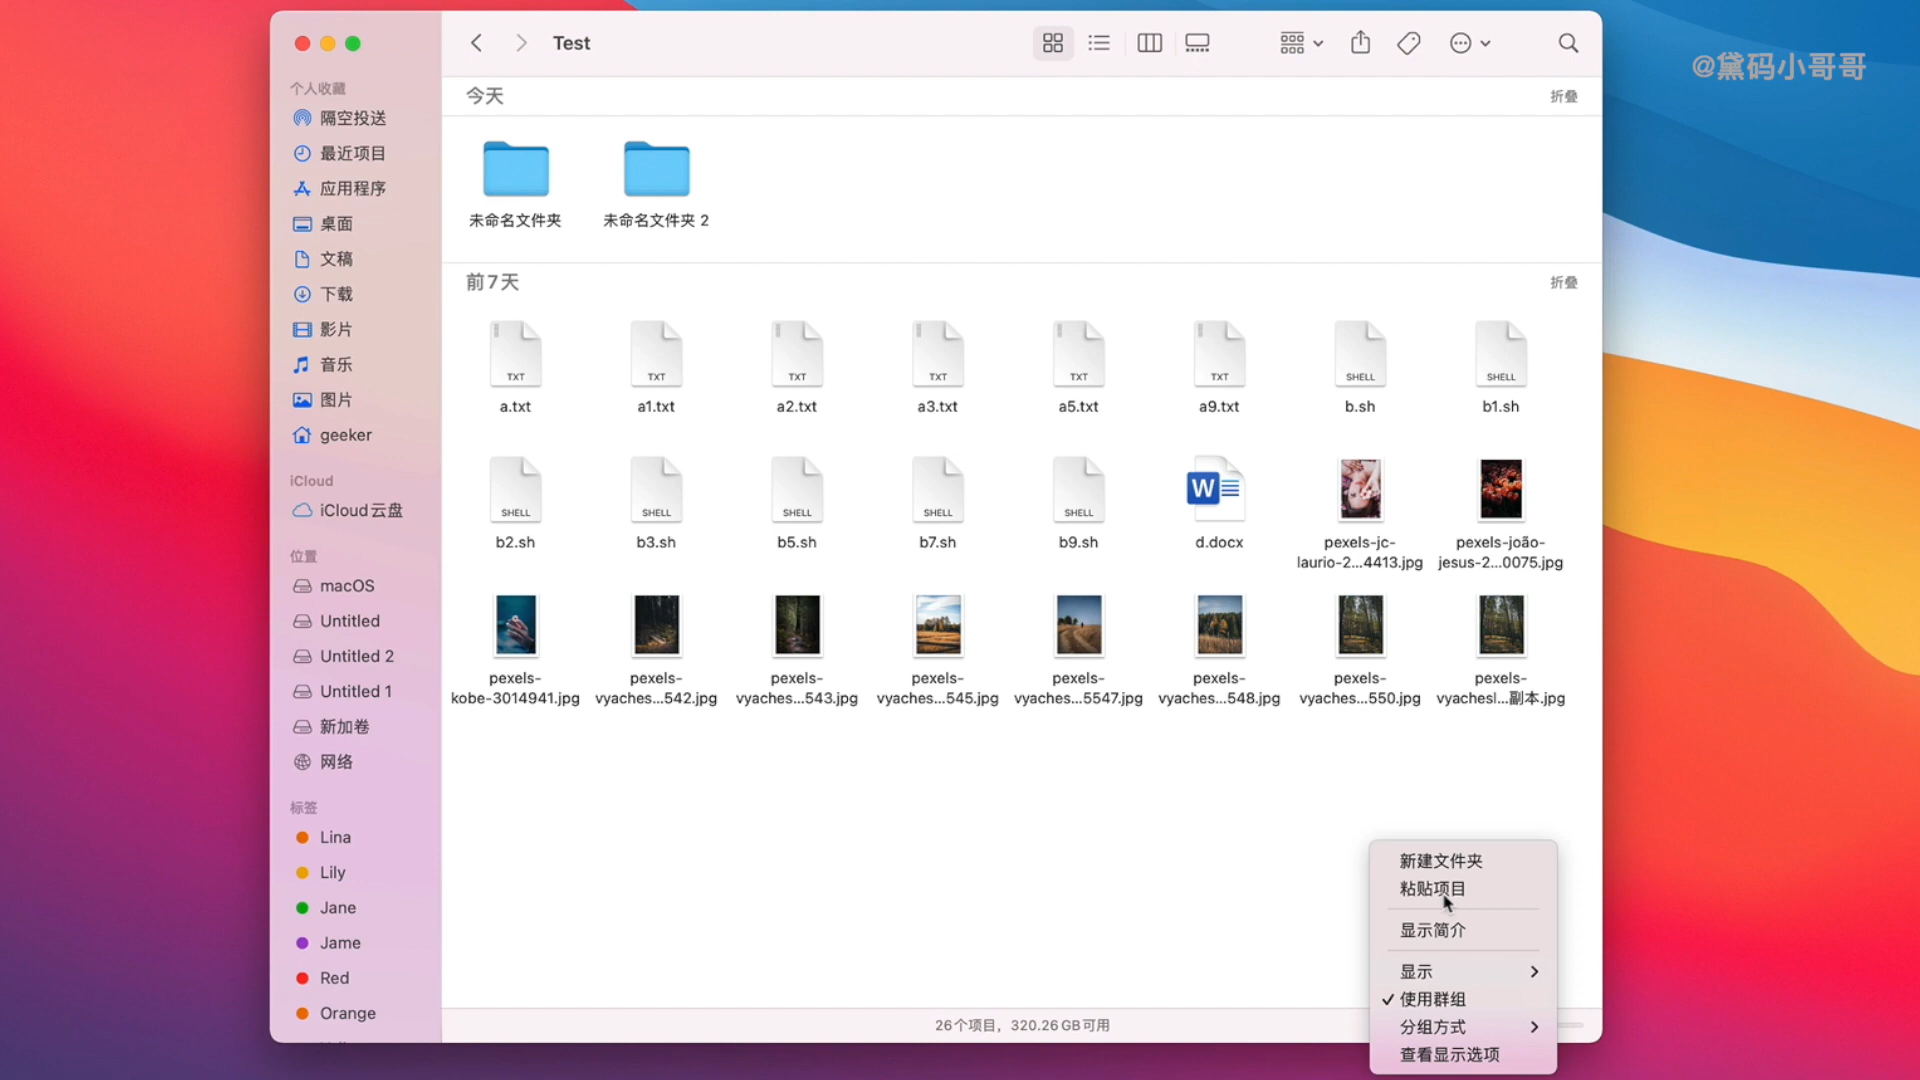 Test
@黛码小哥哥
个人收藏
隔空投送
最近项目
应用程序
桌面
文稿
下载
影片
音乐
图片
geeker
iCloud
iCloud云盘
位置
macOS
Untitled
Untitled 2
Untitled 1
新加卷
网络
标签
Lina
Lily
Jane
Jame
Red
Orange
今天
折叠
未命名文件夹
未命名文件夹 2
前7天
折叠
TXT
TXT
TXT
TXT
TXT
TXT
SHELL
SHELL
a.txt
a1.txt
a2.txt
a3.txt
a5.txt
a9.txt
b.sh
b1.sh
SHELL
SHELL
SHELL
SHELL
SHELL
W
b2.sh
b3.sh
b5.sh
b7.sh
b9.sh
d.docx
pexels-jc-
laurio-2...4413.jpg
pexels-joão-
jesus-2...0075.jpg
pexels-
kobe-3014941.jpg
pexels-
vyaches...542.jpg
pexels-
vyaches...543.jpg
pexels-
vyaches...545.jpg
pexels-
vyaches...5547.jpg
pexels-
vyaches...548.jpg
pexels-
vyaches...550.jpg
pexels-
vyachesl...副本.jpg
新建文件夹
粘贴项目
显示简介
显示
使用群组
分组方式
查看显示选项
26个项目，320.26 GB可用